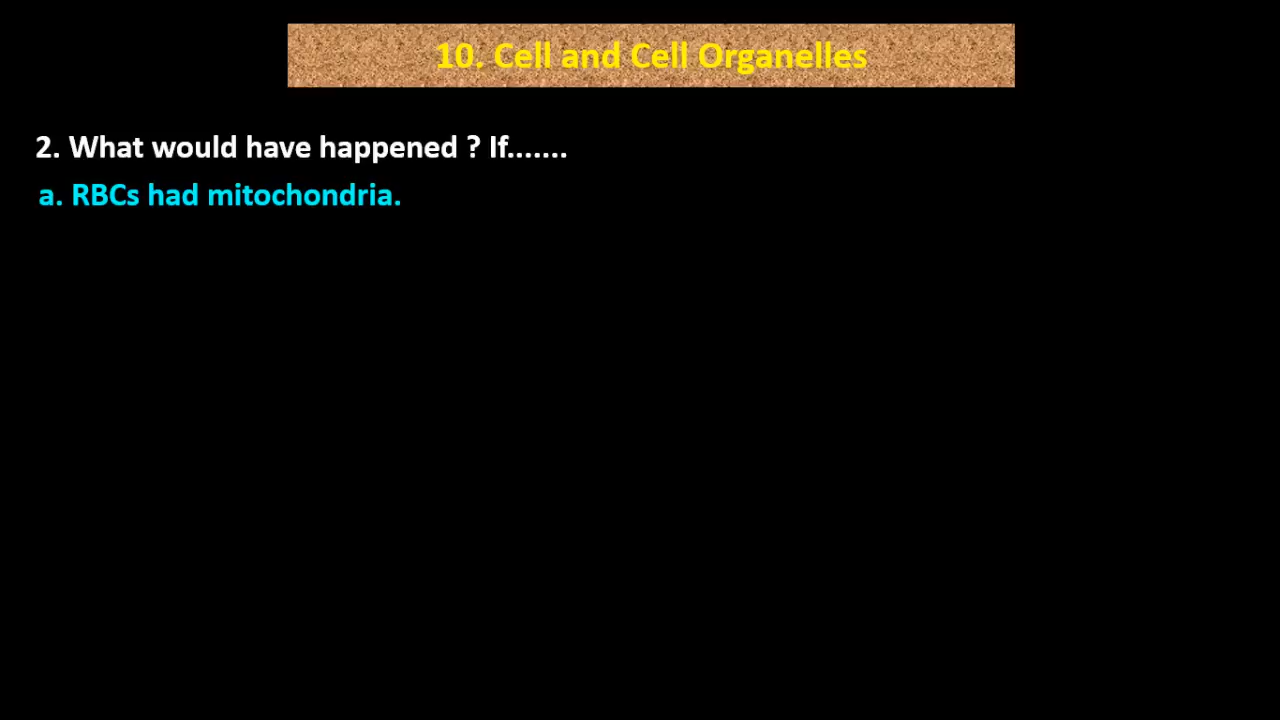 10. Cell and Cell Organelles
2. What would have happened ? If.......
a. RBCs had mitochondria.